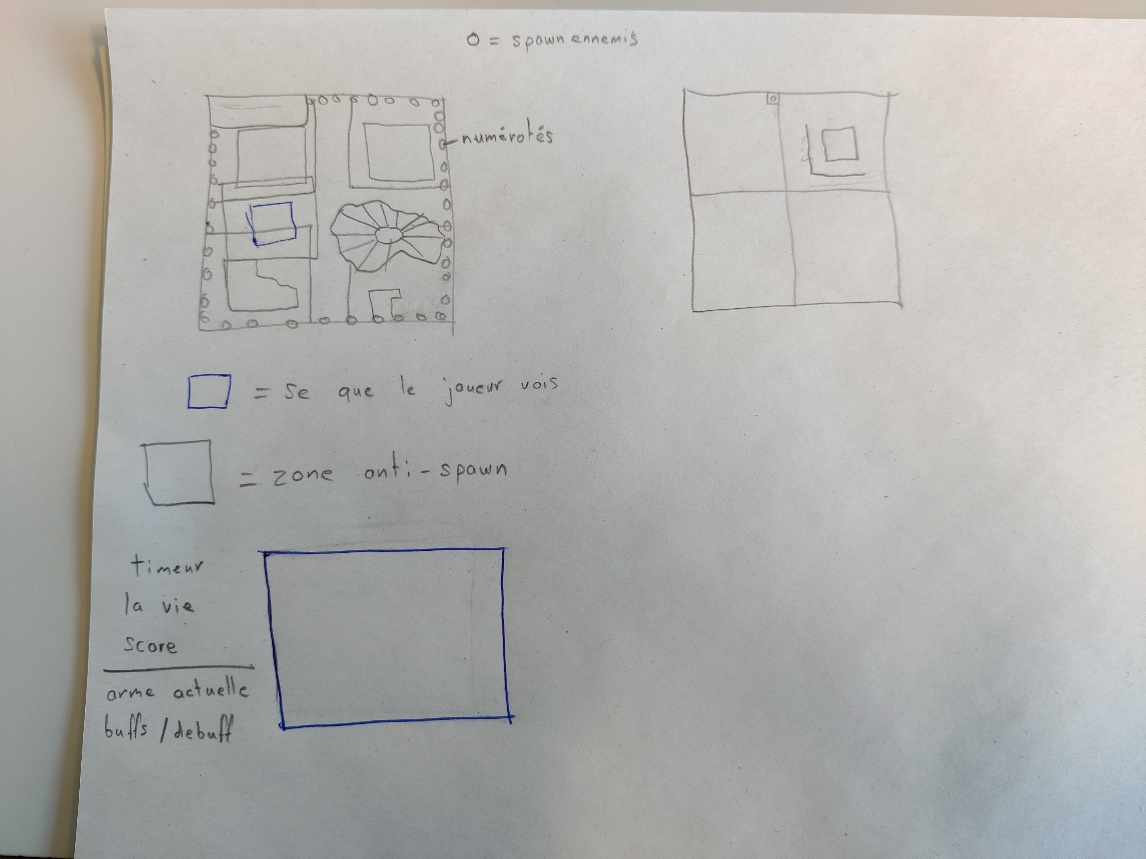 O = spawn ennemis
numérotés
= se que le joueur vois
= zone anti-spawn
timeur
la vie
score
arme actuelle
buffs / debuff